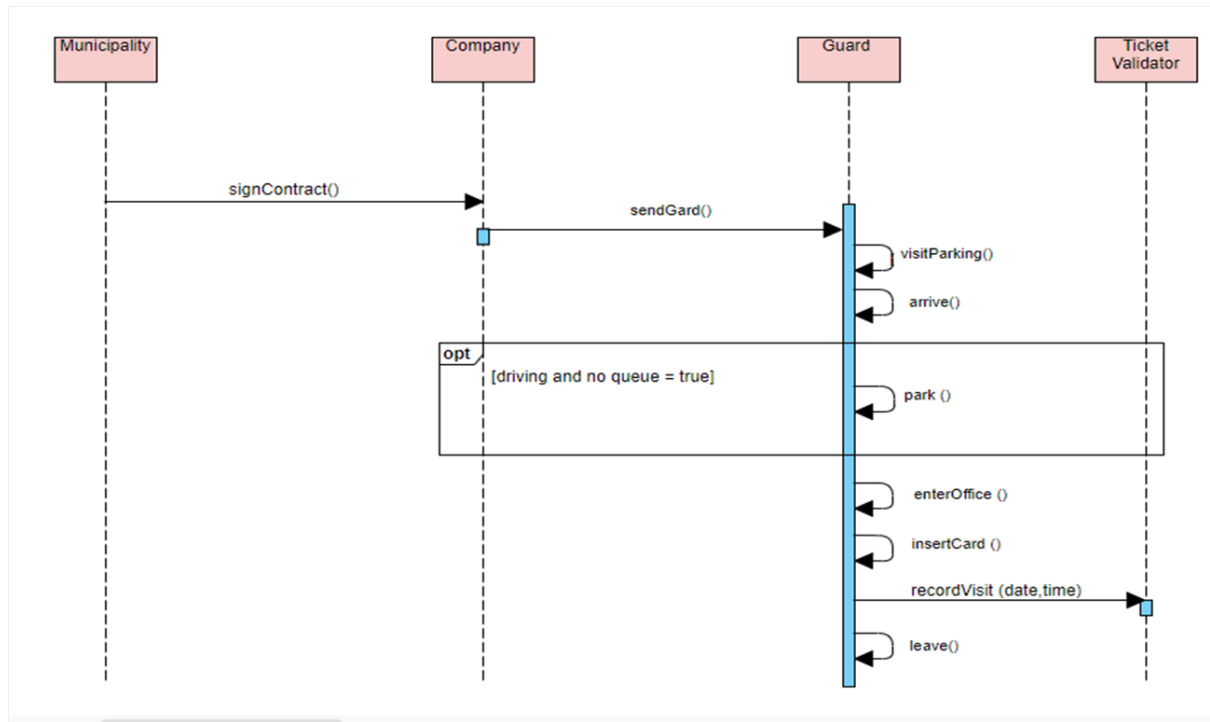 Municipality
Company
Guard
Ticket
Validator
signContract()
sendGard()
visitParking()
arrive()
opt
[driving and no queue = true]
park ()
enterOffice ()
insertCard ()
recordVisit (date,time)
leave()